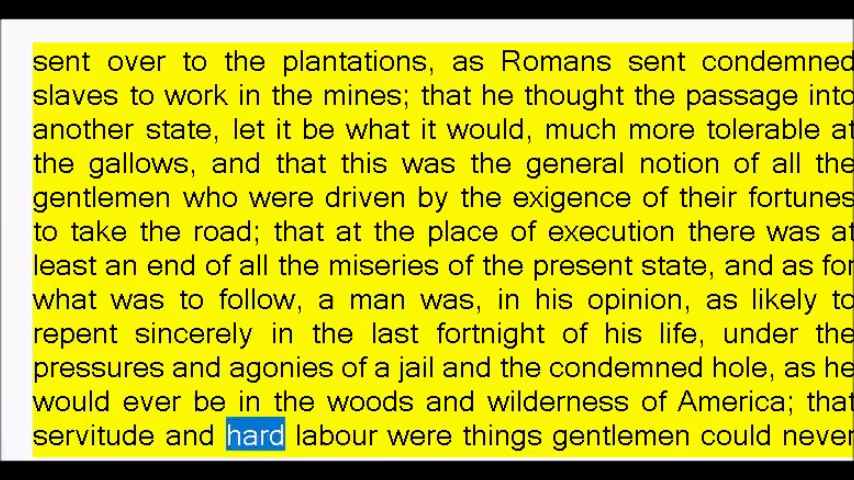 sent over to the plantations, as Romans sent condemned
slaves to work in the mines; that he thought the passage into
another state, let it be what it would, much more tolerable at
the gallows, and that this was the general notion of all the
gentlemen who were driven by the exigence of their fortunes
to take the road; that at the place of execution there was at
least an end of all the miseries of the present state, and as for
what was to follow, a man was, in his opinion, as likely to
repent sincerely in the last fortnight of his life, under the
pressures and agonies of a jail and the condemned hole, as he
would ever be in the woods and wilderness of America; that
servitude and hard labour were things gentlemen could never